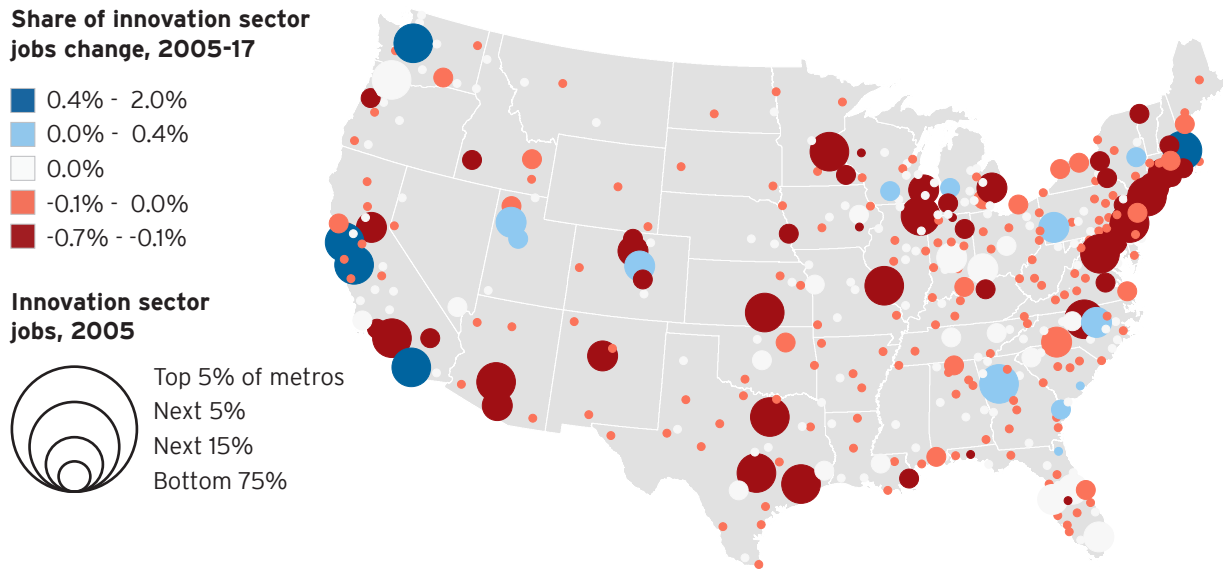 Share of innovation sector
jobs change, 2005-17
0.4% - 2.0%
0.0% - 0.4%
0.0%
-0.1% - 0.0%
-0.7% - -0.1%
Innovation sector
jobs, 2005
Top 5% of metros
Next 5%
Next 15%
Bottom 75%